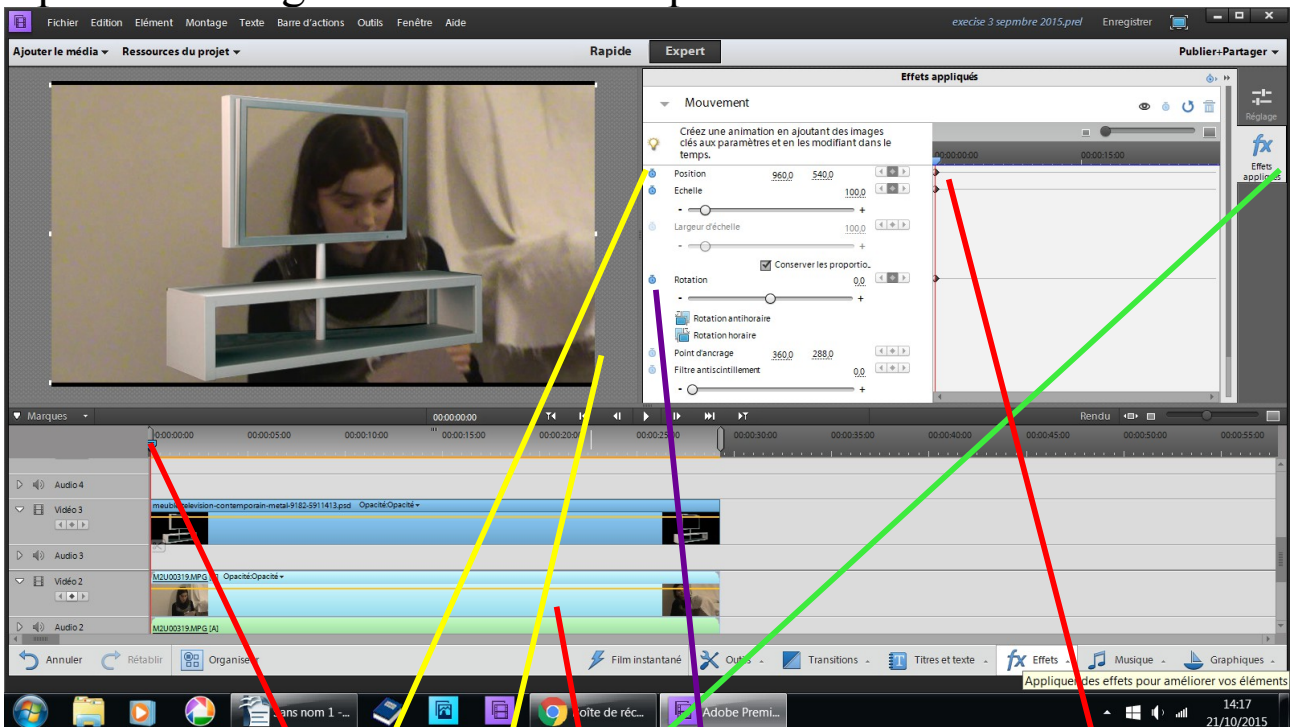 Fichier Edition Elément Montage Texte Barre d'actions Outils Fenêtre Aide execise 3 sepmbre 2015.prel Enregistrer
Ajouter le média Ressources du projet Rapide Expert Publier+Partager
Effets appliqués
Mouvement
Réglage
Créez une animation en ajoutant des images
clés aux paramètres et en les modifiant dans le
temps.
00:00:00:00 00:00:15:00
fx
Effets
appliqués
Position 960,0 540,0
Echelle 100,0
- +
Largeur d'échelle 100,0
- +
Conserver les proportio..
Rotation 0,0
- +
Rotation antihoraire
Rotation horaire
Point d'ancrage 360,0 288,0
Filtre antiscintillement 0,0
- +
Marques 00:00:00:00 Rendu
00:00:00:00 00:00:05:00 00:00:10:00 00:00:15:00 00:00:20:00 00:00:25:00 00:00:30:00 00:00:35:00 00:00:40:00 00:00:45:00 00:00:50:00 00:00:55:00
Audio 4
Vidéo 3 meuble-television-contemporain-metal-9182-5911413.psd Opacité:Opacité
Audio 3
Vidéo 2 M2U00319.MPG Opacité:Opacité
Audio 2 M2U00319.MPG [A]
Annuler Rétablir Organiser Film instantané Outils Transitions Titres et texte fx Effets Musique Graphiques
Appliquer des effets pour améliorer vos éléments
Sans nom 1 -... Boîte de réc... Adobe Premi... 14:17
21/10/2015